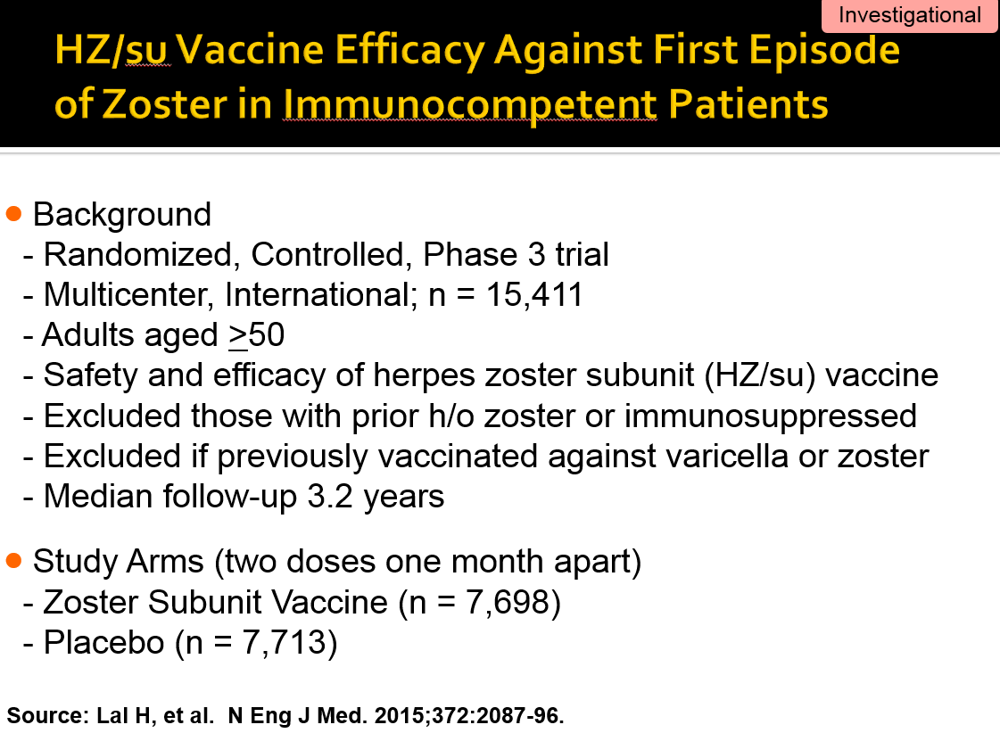 Investigational
HZ/su Vaccine Efficacy Against First Episode
of Zoster in Immunocompetent Patients
• Background
- Randomized, Controlled, Phase 3 trial
- Multicenter, International; n = 15,411
- Adults aged >50
- Safety and efficacy of herpes zoster subunit (HZ/su) vaccine
- Excluded those with prior h/o zoster or immunosuppressed
- Excluded if previously vaccinated against varicella or zoster
- Median follow-up 3.2 years
• Study Arms (two doses one month apart)
- Zoster Subunit Vaccine (n = 7,698)
- Placebo (n = 7,713)
Source: Lal H, et al. N Eng J Med. 2015;372:2087-96.